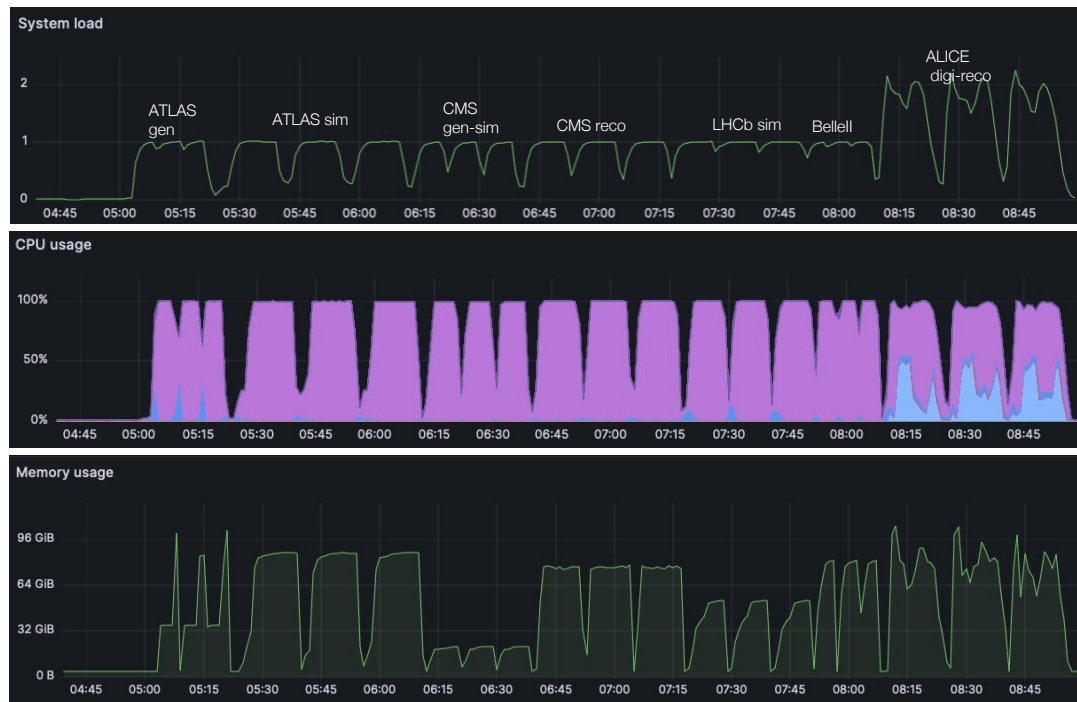 System load
2
1
0
ATLAS
gen
ATLAS sim
CMS
gen-sim
CMS reco
LHCb sim
BelleII
ALICE
digi-reco
04:45 05:00 05:15 05:30 05:45 06:00 06:15 06:30 06:45 07:00 07:15 07:30 07:45 08:00 08:15 08:30 08:45
CPU usage
100%
50%
0%
04:45 05:00 05:15 05:30 05:45 06:00 06:15 06:30 06:45 07:00 07:15 07:30 07:45 08:00 08:15 08:30 08:45
Memory usage
96 GiB
64 GiB
32 GiB
0 B
04:45 05:00 05:15 05:30 05:45 06:00 06:15 06:30 06:45 07:00 07:15 07:30 07:45 08:00 08:15 08:30 08:45